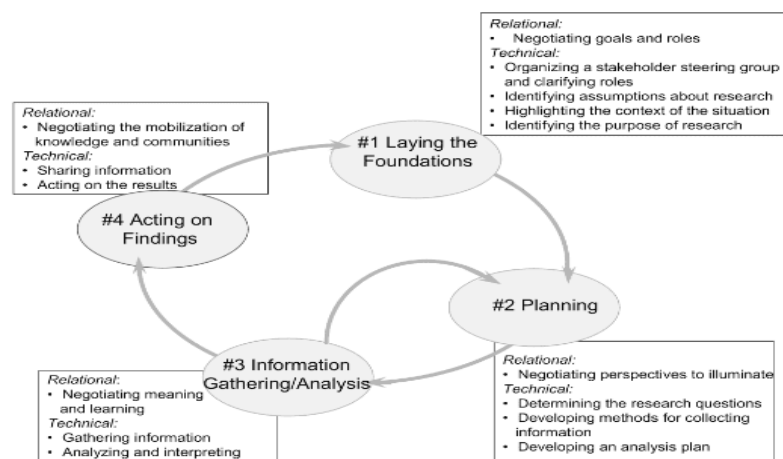 Relational:
• Negotiating goals and roles
Technical:
• Organizing a stakeholder steering group
and clarifying roles
• Identifying assumptions about research
• Highlighting the context of the situation
• Identifying the purpose of research
#1 Laying the
Foundations
Relational:
• Negotiating the mobilization of
knowledge and communities
Technical:
• Sharing information
• Acting on the results
#4 Acting on
Findings
#2 Planning
#3 Information
Gathering/Analysis
Relational:
• Negotiating perspectives to illuminate
Technical:
• Determining the research questions
• Developing methods for collecting
information
• Developing an analysis plan
Relational:
• Negotiating meaning
and learning
Technical:
• Gathering information
• Analyzing and interpreting